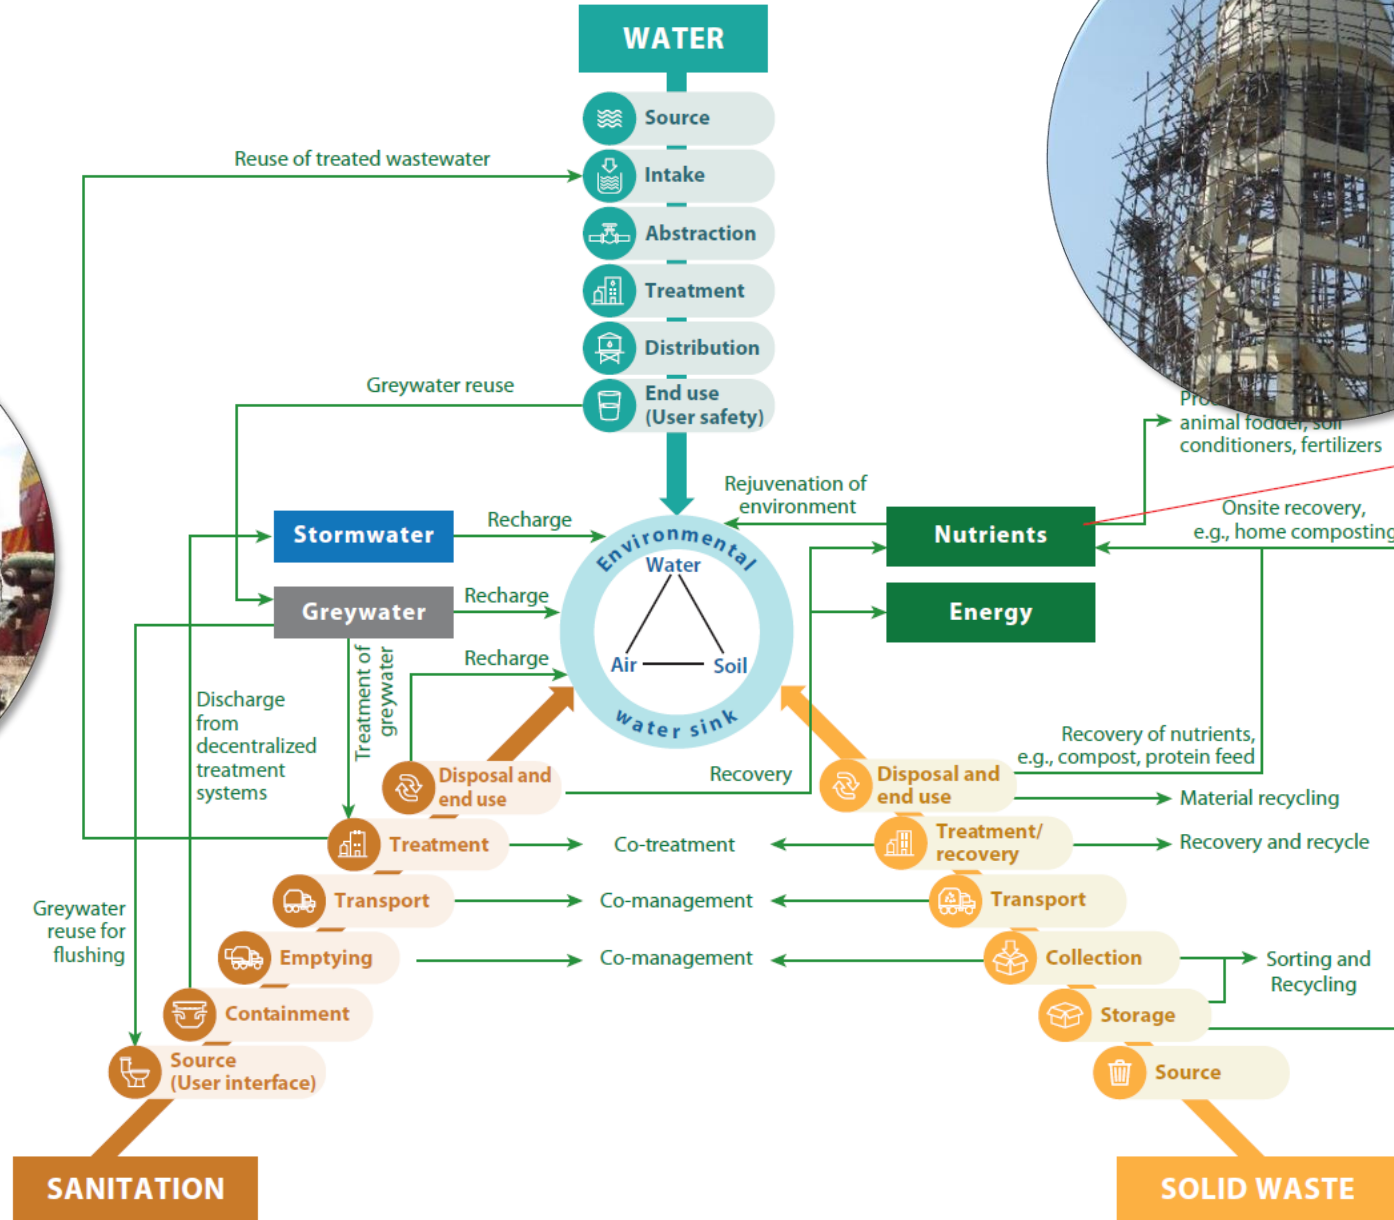 WATER
Source
Reuse of treated wastewater
Intake
Abstraction
Treatment
Distribution
Greywater reuse
End use
(User safety)
animal fodder, soil
conditioners, fertilizers
Rejuvenation of
environment
Onsite recovery,
e.g., home composting
Stormwater
Recharge
Nutrients
Environmental
Water
Air
Soil
water sink
Greywater
Recharge
Energy
Recharge
Treatment of
greywater
Discharge
from
decentralized
treatment
systems
Recovery of nutrients,
e.g., compost, protein feed
Disposal and
end use
Recovery
Disposal and
end use
Material recycling
Treatment
Co-treatment
Treatment/
recovery
Recovery and recycle
Transport
Co-management
Transport
Greywater
reuse for
flushing
Emptying
Co-management
Collection
Sorting and
Recycling
Containment
Storage
Source
(User interface)
Source
SANITATION
SOLID WASTE